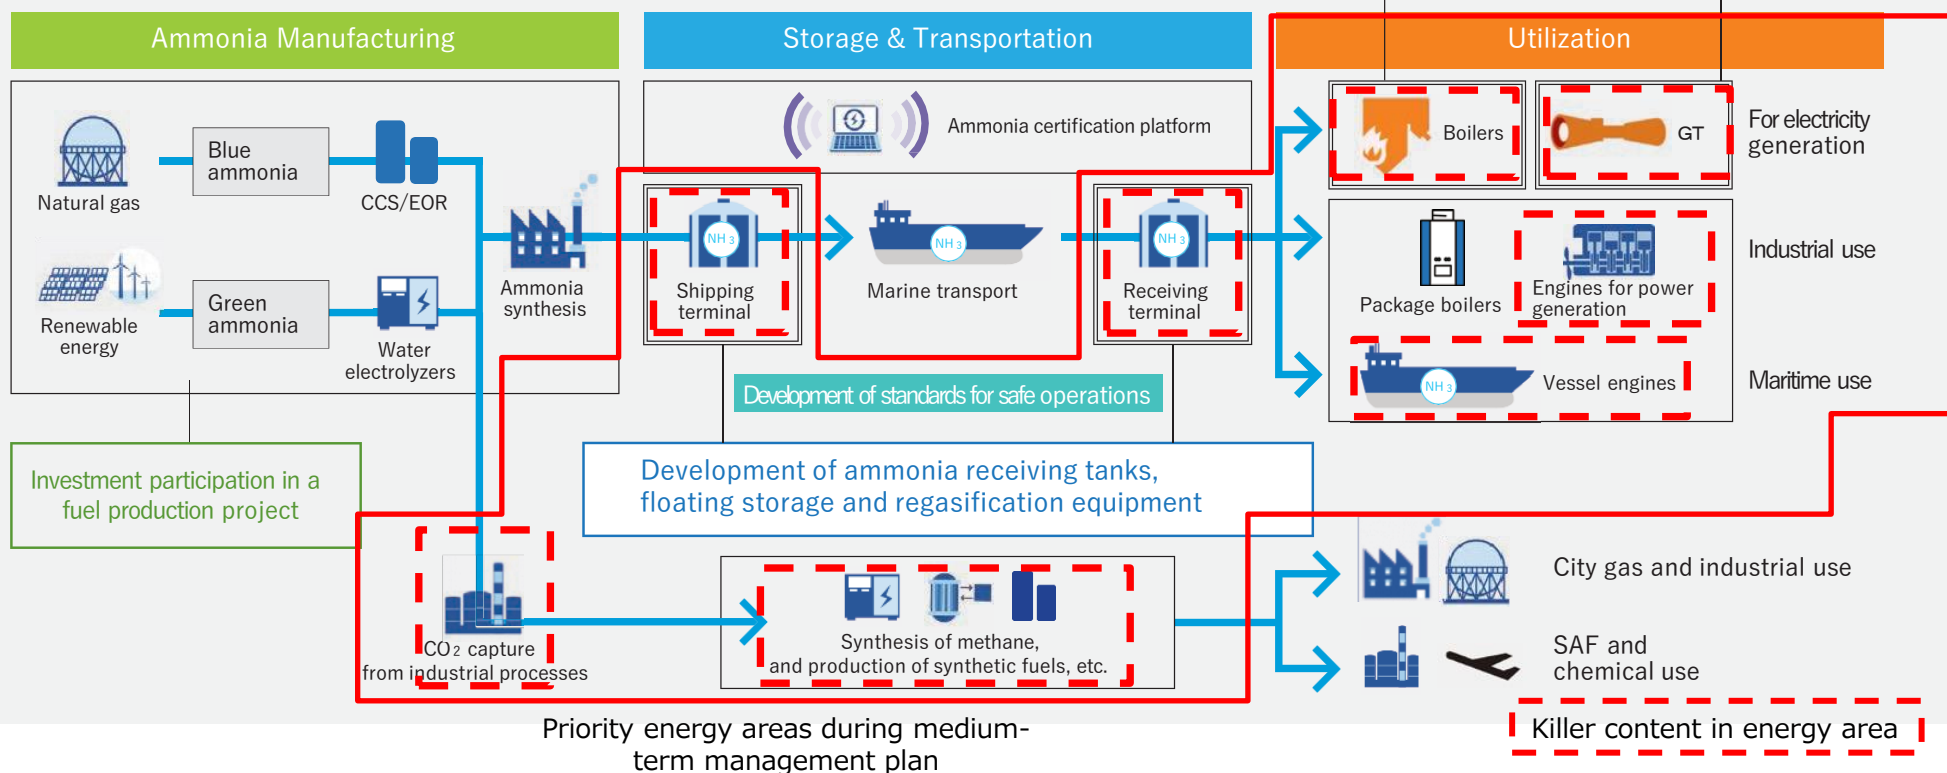 Ammonia Manufacturing
Storage & Transportation
Utilization
Natural gas
Blue
ammonia
CCS/EOR
Renewable
energy
Green
ammonia
Water
electrolyzers
Ammonia
synthesis
Investment participation in a
fuel production project
Ammonia certification platform
NH3
Shipping
terminal
NH3
Marine transport
NH3
Receiving
terminal
Development of standards for safe operations
Development of ammonia receiving tanks,
floating storage and regasification equipment
Boilers
GT
For electricity
generation
Package boilers
Engines for power
generation
Industrial use
NH3
Vessel engines
Maritime use
CO2 capture
from industrial processes
Synthesis of methane,
and production of synthetic fuels, etc.
City gas and industrial use
SAF and
chemical use
Priority energy areas during medium-
term management plan
Killer content in energy area